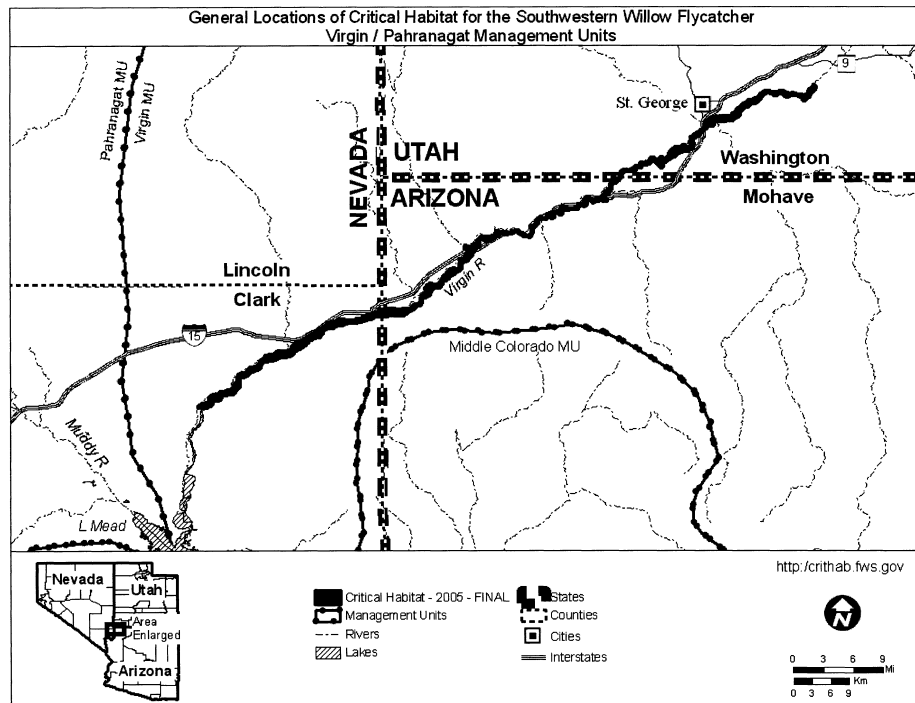 General Locations of Critical Habitat for the Southwestern Willow Flycatcher
Virgin / Pahranagat Management Units
9
Pahranagat MU
Virgin MU
St. George
NEVADA
UTAH
Washington
ARIZONA
Mohave
Lincoln
Clark
Virgin R
15
Middle Colorado MU
Muddy R
L Mead
http:/crithab.fws.gov
Nevada
Utah
Area
Enlarged
Arizona
Critical Habitat - 2005 - FINAL
Management Units
Rivers
Lakes
States
Counties
Cities
Interstates
N
0 3 6 9
Mi
Km
0 3 6 9